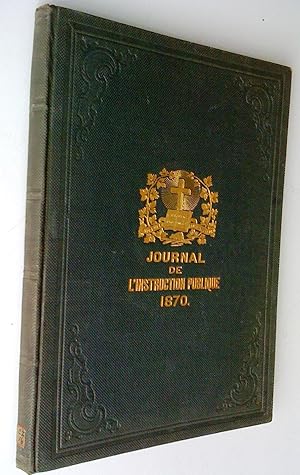 JOURNAL
DE
L'INSTRUCTION PUBLIQUE
1870.